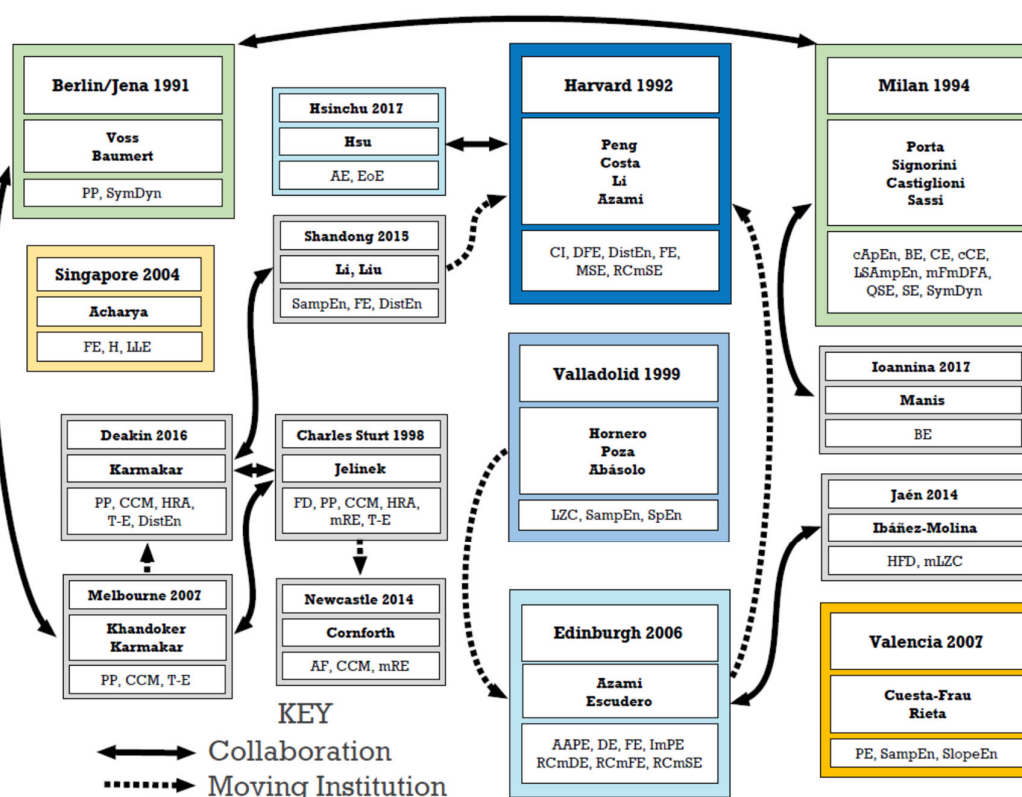 Berlin/Jena 1991
Voss
Baumert
PP, SymDyn
Hsinchu 2017
Hsu
AE, EoE
Harvard 1992
Peng
Costa
Li
Azami
CI, DFE, DistEn, FE,
MSE, RCmSE
Milan 1994
Porta
Signorini
Castiglioni
Sassi
cApEn, BE, CE, cCE,
LSAmpEn, mFmDFA,
QSE, SE, SymDyn
Shandong 2015
Li, Liu
SampEn, FE, DistEn
Singapore 2004
Acharya
FE, H, LLE
Valladolid 1999
Hornero
Poza
Abásolo
LZC, SampEn, SpEn
Ioannina 2017
Manis
BE
Deakin 2016
Karmakar
PP, CCM, HRA,
T-E, DistEn
Charles Sturt 1998
Jelinek
FD, PP, CCM, HRA,
mRE, T-E
Jaén 2014
Ibáñez-Molina
HFD, mLZC
Melbourne 2007
Khandoker
Karmakar
PP, CCM, T-E
Newcastle 2014
Cornforth
AF, CCM, mRE
Edinburgh 2006
Azami
Escudero
AAPE, DE, FE, ImPE
RCmDE, RCmFE, RCmSE
Valencia 2007
Cuesta-Frau
Rieta
PE, SampEn, SlopeEn
KEY
Collaboration
Moving Institution